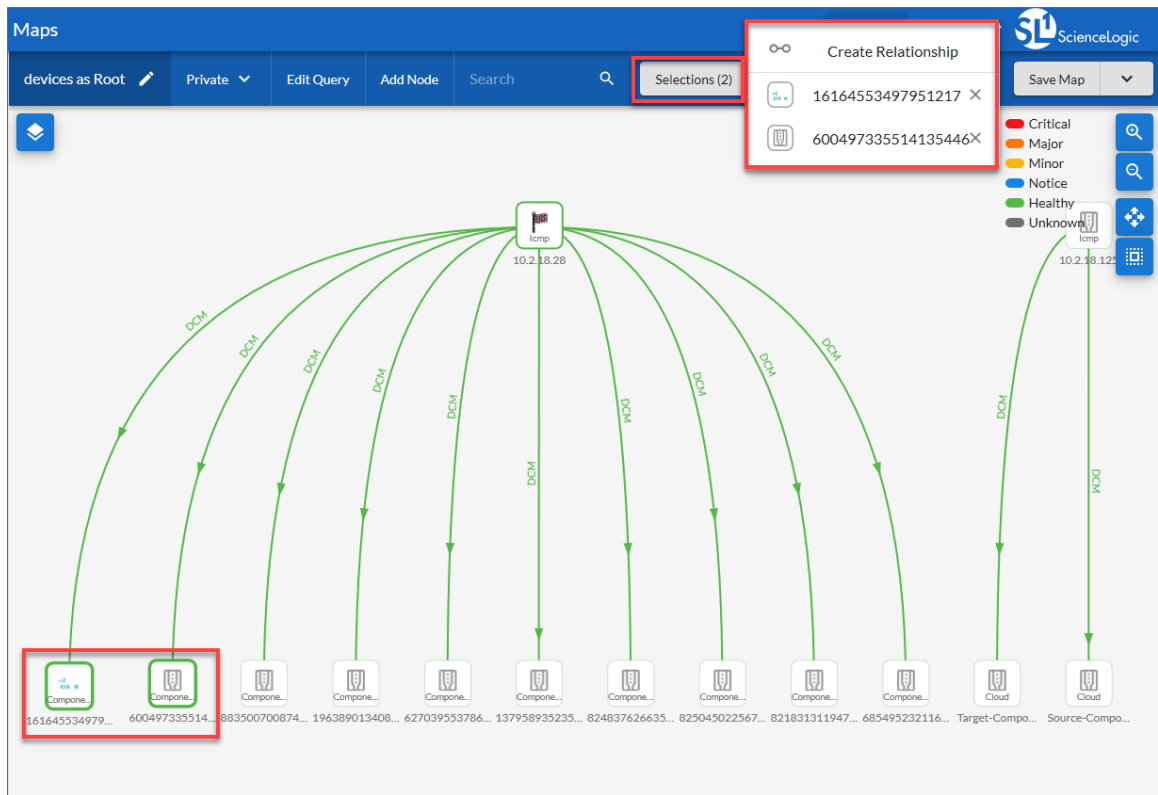 Maps
SL1 ScienceLogic
devices as Root
Private
Edit Query
Add Node
Search
Selections (2)
Save Map
Create Relationship
16164553497951217
600497335514135446
Critical
Major
Minor
Notice
Healthy
Unknown
Icmp
10.2.18.28
Icmp
10.2.18.125
DCM
DCM
DCM
DCM
DCM
DCM
DCM
DCM
DCM
DCM
DCM
DCM
Compone...
Compone...
Compone...
Compone...
Compone...
Compone...
Compone...
Compone...
Compone...
Compone...
Cloud
Cloud
161645534979...
600497335514...
883500700874...
196389013408...
627039553786...
137958935235...
824837626635...
825045022567...
821831311947...
685495232116...
Target-Compo...
Source-Compo...